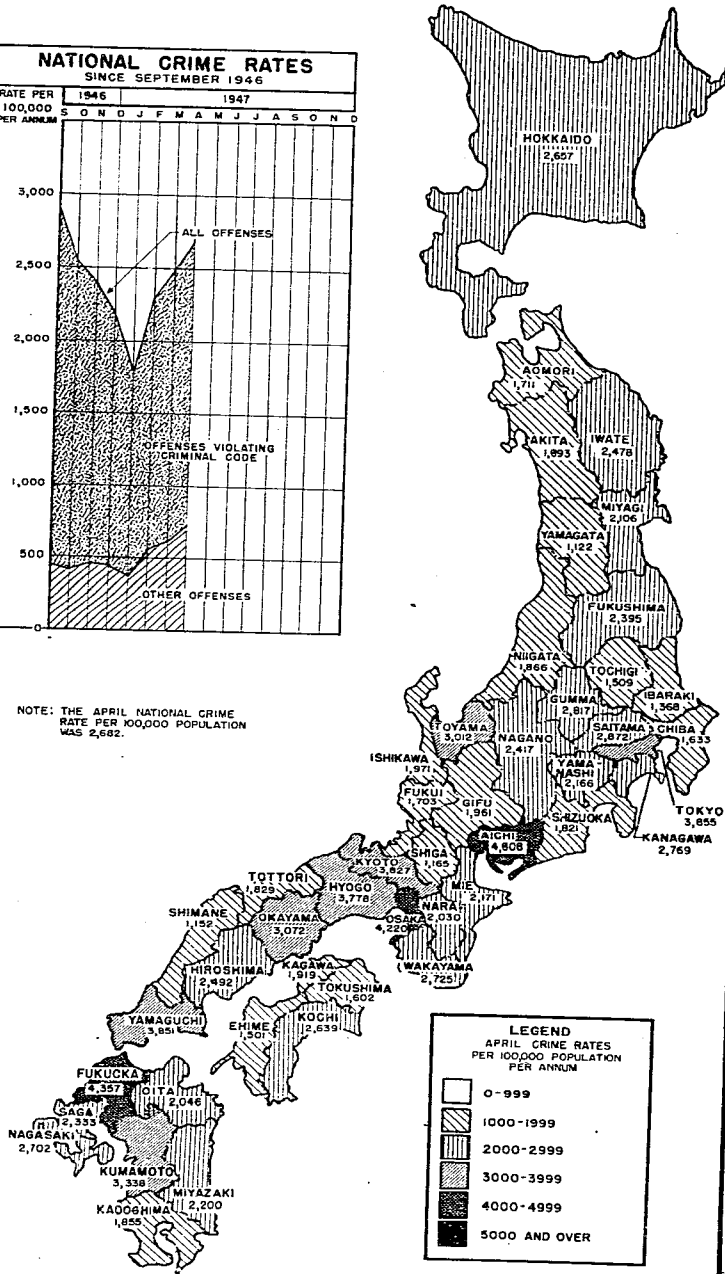 NATIONAL CRIME RATES
SINCE SEPTEMBER 1946
RATE PER
100,000
PER ANNUM
1946
1947
S O N D J F M A M J J A S O N D
3,000
2,500
2,000
1,500
1,000
500
0
ALL OFFENSES
OFFENSES VIOLATING
CRIMINAL CODE
OTHER OFFENSES
NOTE: THE APRIL NATIONAL CRIME
RATE PER 100,000 POPULATION
WAS 2,682.
HOKKAIDO
2,657
AOMORI
1,711
AKITA
1,893
IWATE
2,478
MIYAGI
2,106
YAMAGATA
1,122
FUKUSHIMA
2,395
NIIGATA
1,866
TOCHIGI
1,509
IBARAKI
1,368
GUMMA
2,817
SAITAMA
2,872
CHIBA
1,633
TOYAMA
3,012
NAGANO
2,417
YAMA-
NASHI
2,166
ISHIKAWA
1,971
FUKUI
1,703
GIFU
1,961
SHIZUOKA
1,821
TOKYO
3,855
KANAGAWA
2,769
AICHI
4,808
SHIGA
1,165
KYOTO
3,827
HYOGO
3,778
TOTTORI
1,829
SHIMANE
1,152
OKAYAMA
3,072
OSAKA
4,220
NARA
2,030
MIE
2,171
WAKAYAMA
2,725
HIROSHIMA
2,492
KAGAWA
1,919
TOKUSHIMA
1,602
KOCHI
2,639
EHIME
1,501
YAMAGUCHI
3,851
FUKUCKA
4,357
OITA
2,046
SAGA
2,333
NAGASAKI
2,702
KUMAMOTO
3,338
MIYAZAKI
2,200
KAOOSHIMA
1,855
LEGEND
APRIL CRIME RATES
PER 100,000 POPULATION
PER ANNUM
0-999
1000-1999
2000-2999
3000-3999
4000-4999
5000 AND OVER